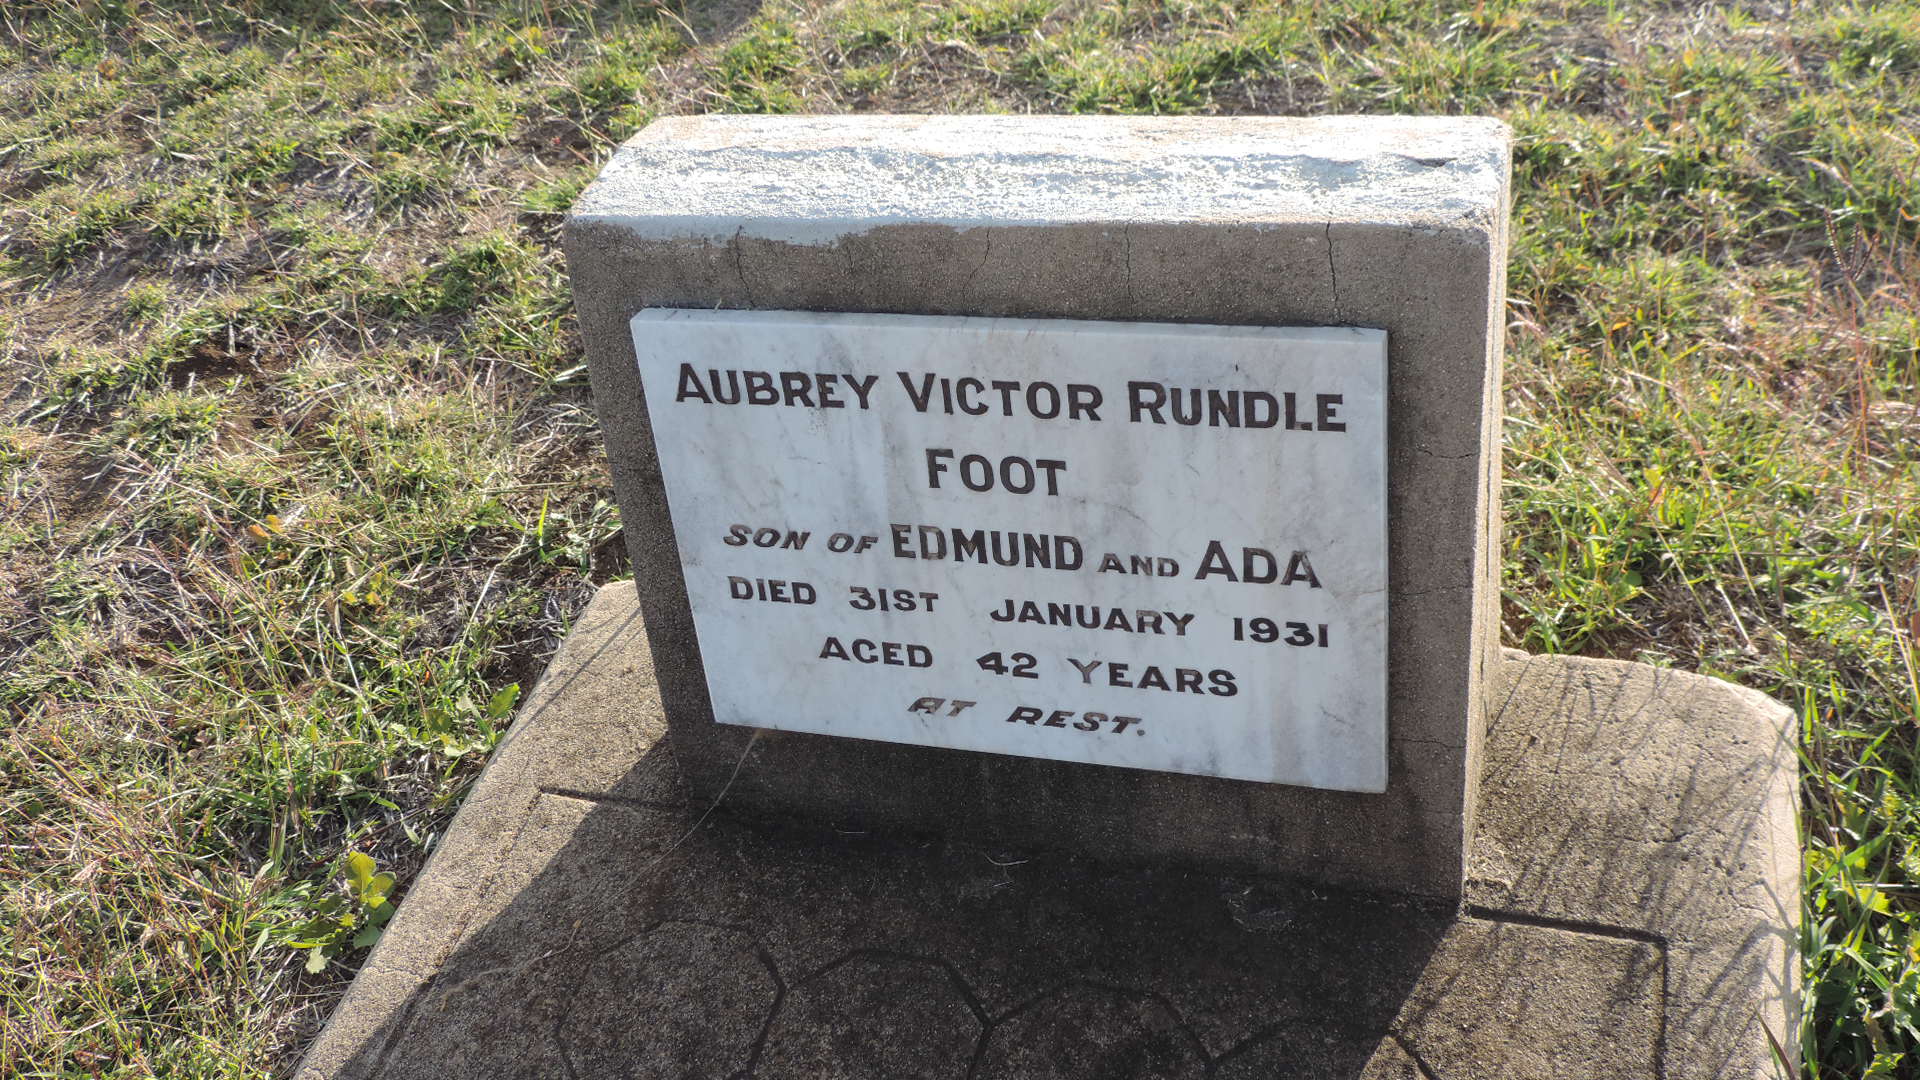 AUBREY VICTOR RUNDLE
FOOT
SON OF EDMUND AND ADA
DIED 31ST JANUARY 1931
AGED 42 YEARS
AT REST.